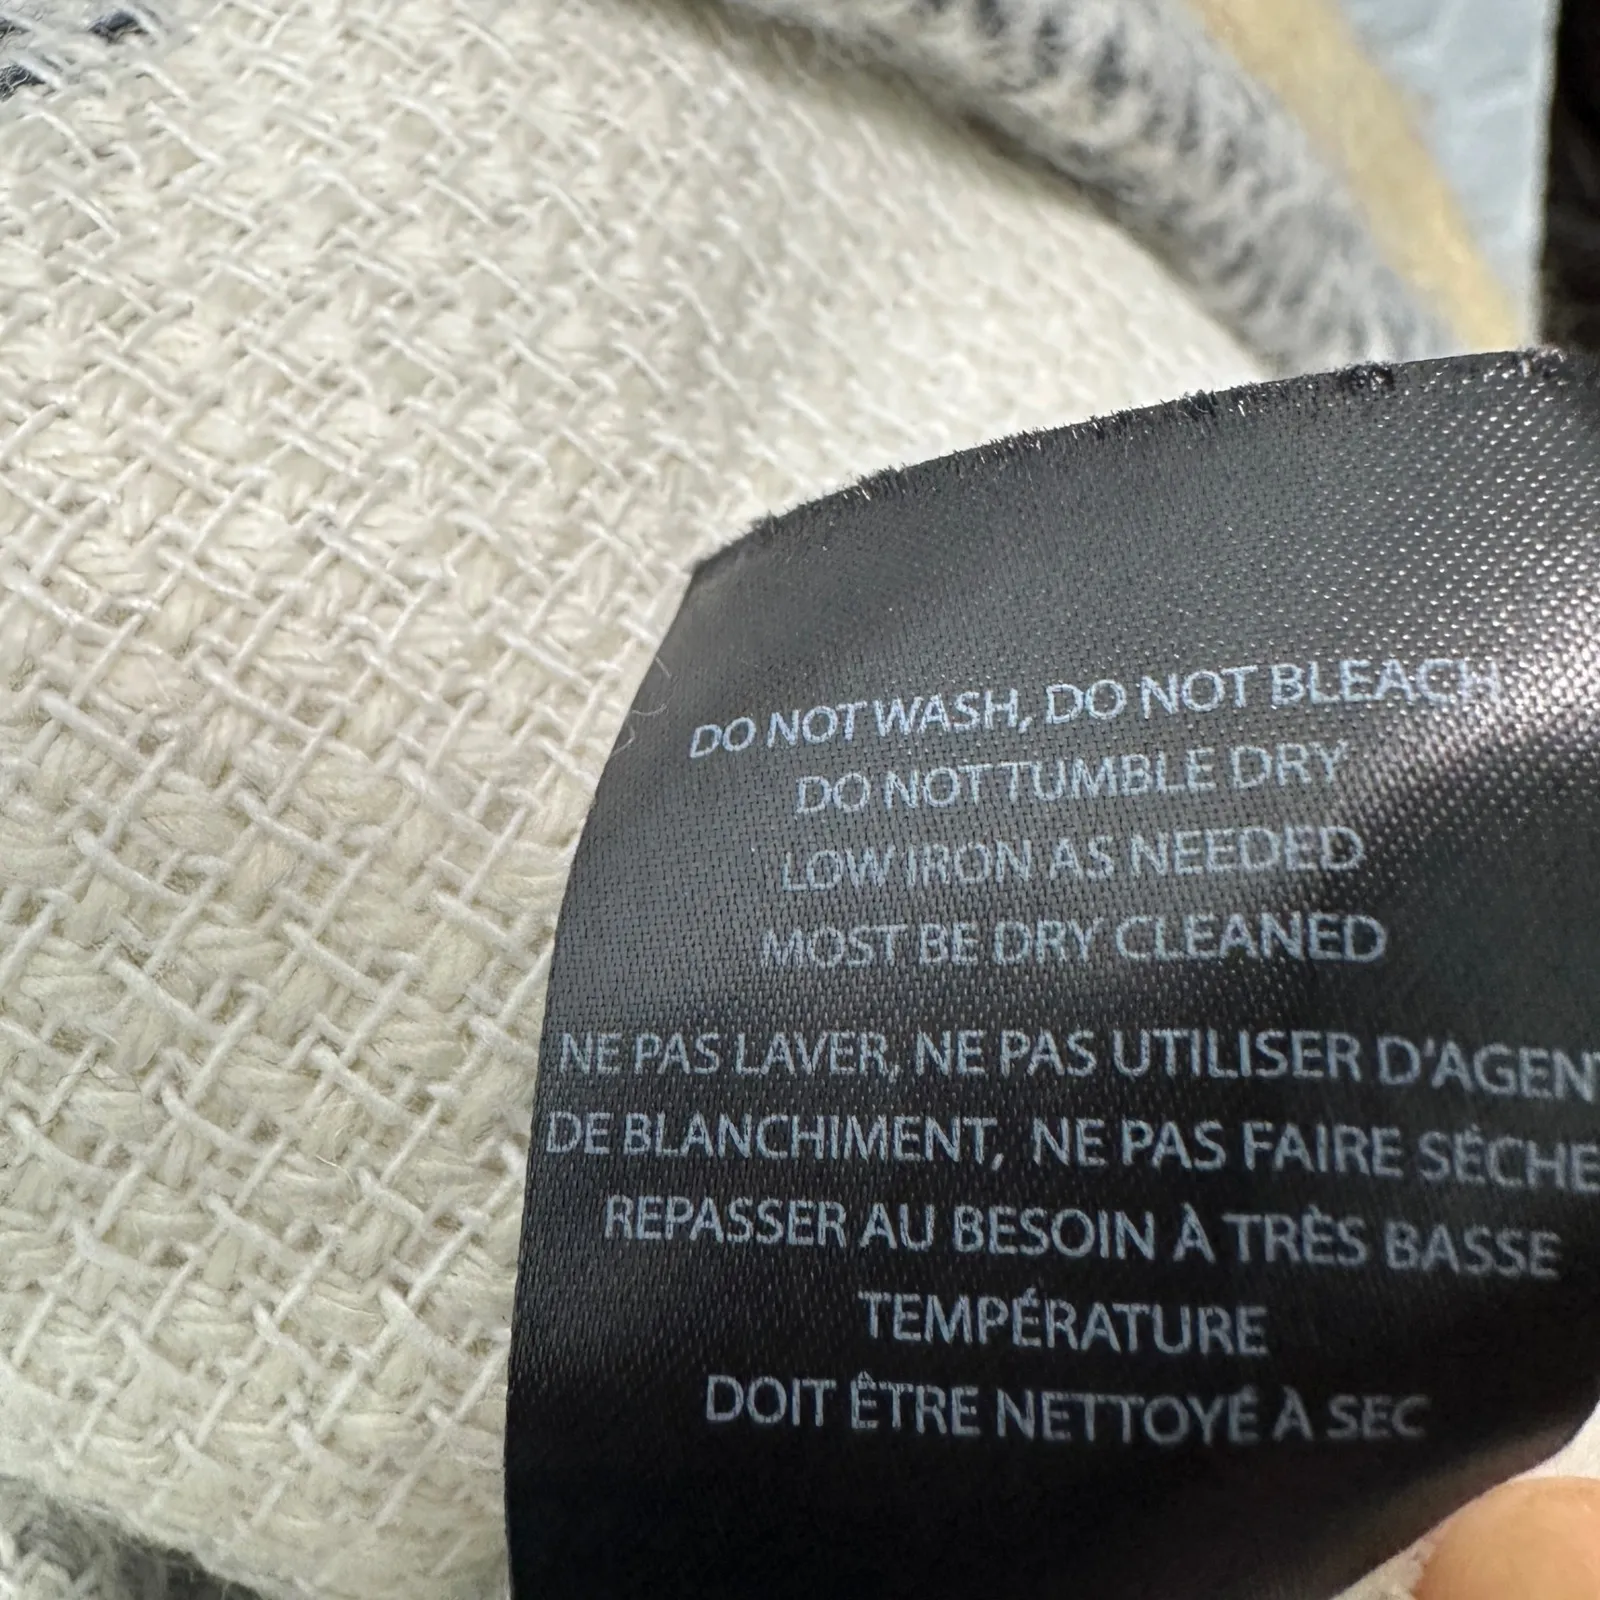 DO NOT WASH, DO NOT BLEACH
DO NOT TUMBLE DRY
LOW IRON AS NEEDED
MOST BE DRY CLEANED
NE PAS LAVER, NE PAS UTILISER D'AGENT
DE BLANCHIMENT, NE PAS FAIRE SÉCHE
REPASSER AU BESOIN À TRÈS BASSE
TEMPÉRATURE
DOIT ÊTRE NETTOYÉ À SEC